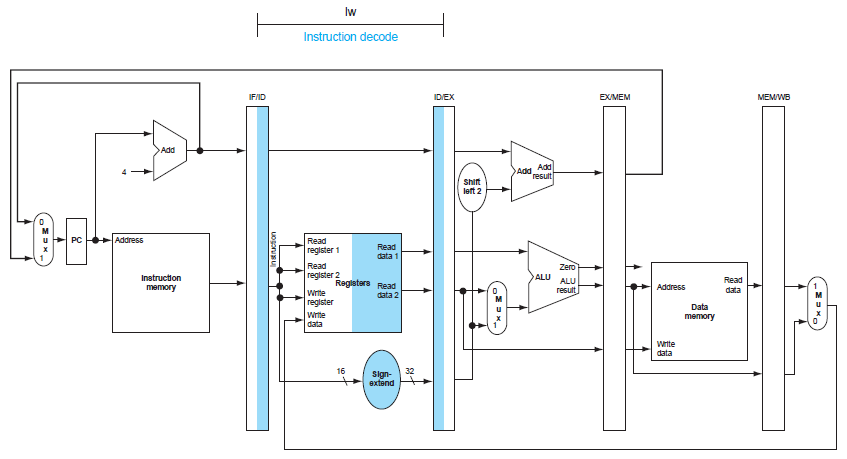 lw
Instruction decode
IF/ID
ID/EX
EX/MEM
MEM/WB
Add
4
Shift
left 2
Add
Add
result
0
M
u
x
1
PC
Address
Instruction
memory
Instruction
Read
register 1
Read
register 2
Write
register
Write
data
Registers
Read
data 1
Read
data 2
16
Sign-
extend
32
0
M
u
x
1
ALU
Zero
ALU
result
Address
Write
data
Data
memory
Read
data
1
M
u
x
0